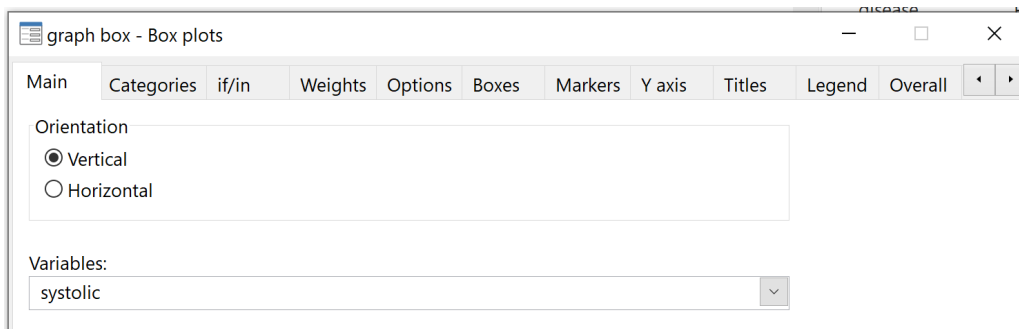 disease
graph box - Box plots
Main Categories if/in Weights Options Boxes Markers Y axis Titles Legend Overall
Orientation
Vertical
Horizontal
Variables:
systolic